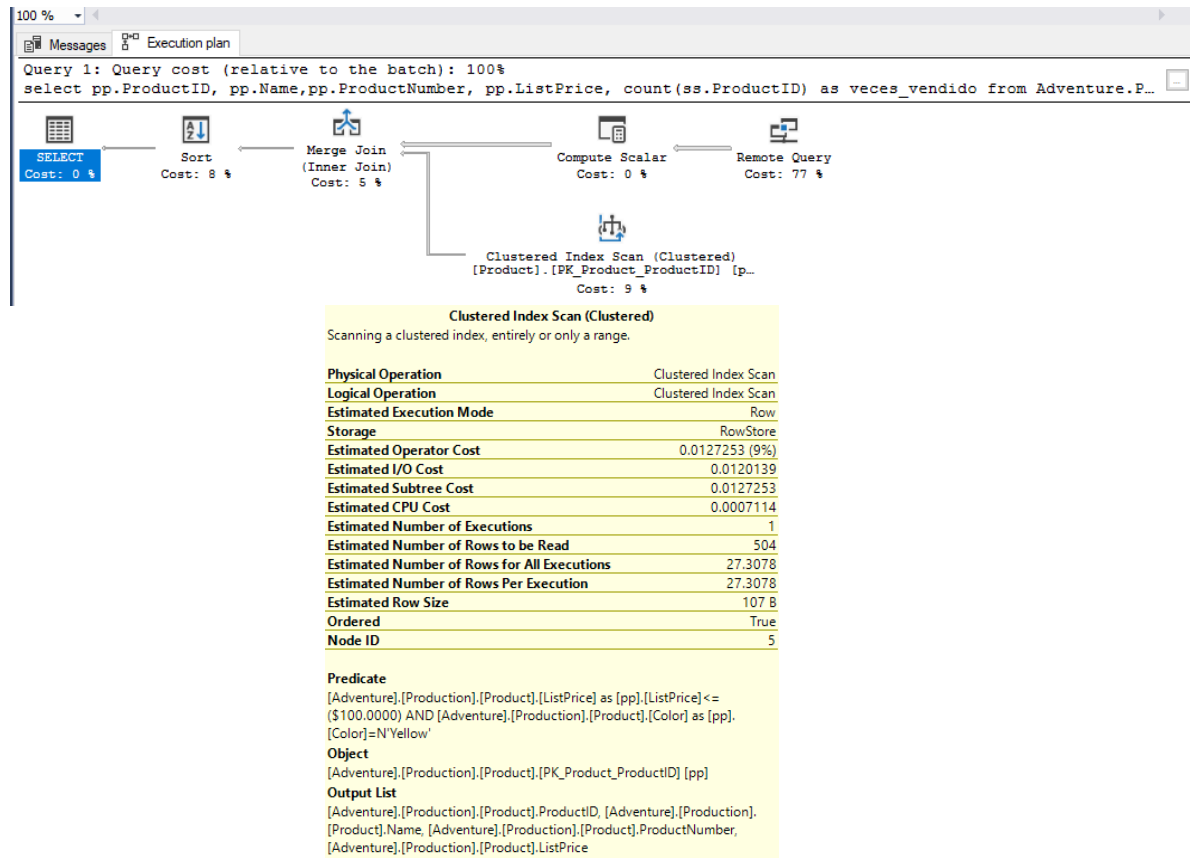 100 %
Messages
Execution plan
Query 1: Query cost (relative to the batch): 100%
select pp.ProductID, pp.Name,pp.ProductNumber, pp.ListPrice, count(ss.ProductID) as veces_vendido from Adventure.P…
...
SELECT
Cost: 0 %
Sort
Cost: 8 %
Merge Join
(Inner Join)
Cost: 5 %
Compute Scalar
Cost: 0 %
Remote Query
Cost: 77 %
Clustered Index Scan (Clustered)
[Product].[PK_Product_ProductID] [p…
Cost: 9 %
Clustered Index Scan (Clustered)
Scanning a clustered index, entirely or only a range.
Physical Operation Clustered Index Scan
Logical Operation Clustered Index Scan
Estimated Execution Mode Row
Storage RowStore
Estimated Operator Cost 0.0127253 (9%)
Estimated I/O Cost 0.0120139
Estimated Subtree Cost 0.0127253
Estimated CPU Cost 0.0007114
Estimated Number of Executions 1
Estimated Number of Rows to be Read 504
Estimated Number of Rows for All Executions 27.3078
Estimated Number of Rows Per Execution 27.3078
Estimated Row Size 107 B
Ordered True
Node ID 5
Predicate
[Adventure].[Production].[Product].[ListPrice] as [pp].[ListPrice]<=
($100.0000) AND [Adventure].[Production].[Product].[Color] as [pp].
[Color]=N'Yellow'
Object
[Adventure].[Production].[Product].[PK_Product_ProductID] [pp]
Output List
[Adventure].[Production].[Product].ProductID, [Adventure].[Production].
[Product].Name, [Adventure].[Production].[Product].ProductNumber,
[Adventure].[Production].[Product].ListPrice